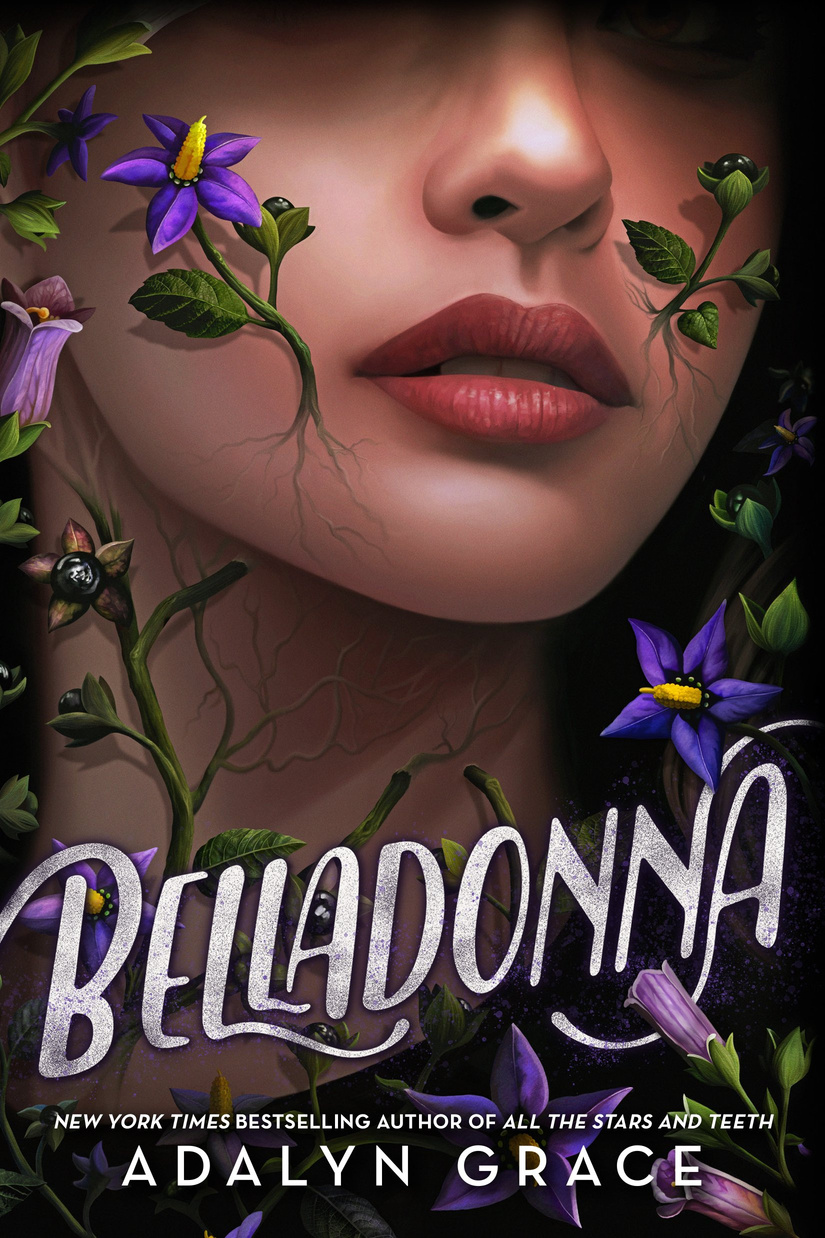 BELLADONNA
NEW YORK TIMES BESTSELLING AUTHOR OF ALL THE STARS AND TEETH
ADALYN GRACE